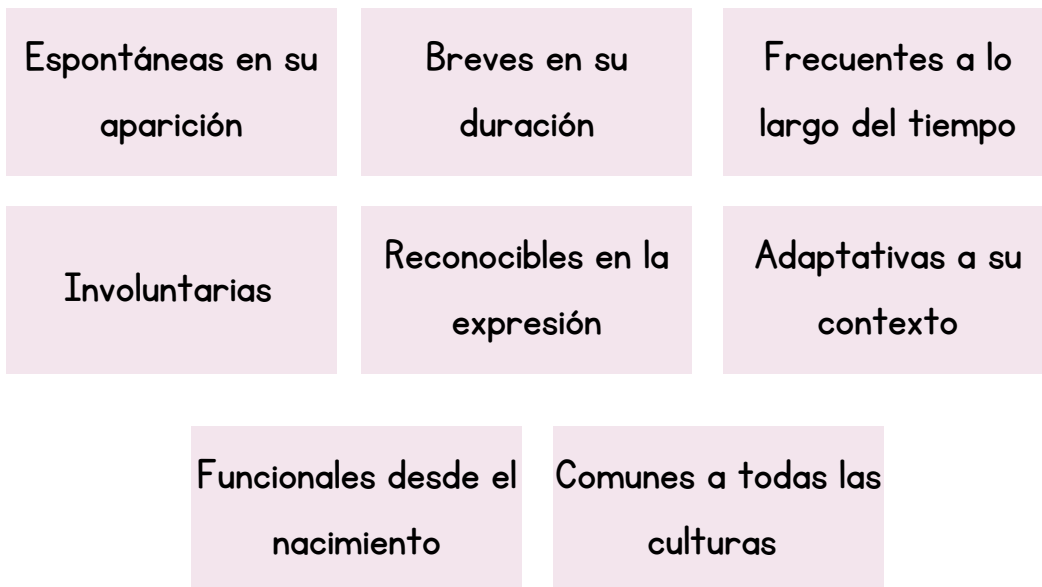 Espontáneas en su
aparición
Breves en su
duración
Frecuentes a lo
largo del tiempo
Involuntarias
Reconocibles en la
expresión
Adaptativas a su
contexto
Funcionales desde el
nacimiento
Comunes a todas las
culturas